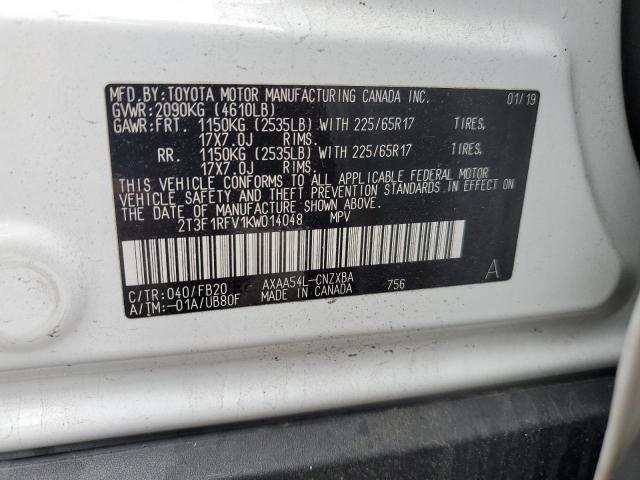 MFD.BY:TOYOTA MOTOR MANUFACTURING CANADA INC. 01/19
GVWR:2090KG (4610LB)
GAWR:FRT. 1150KG (2535LB) WITH 225/65R17 TIRES,
17X7.0J RIMS.
RR. 1150KG (2535LB) WITH 225/65R17 TIRES,
17X7.0J RIMS.
THIS VEHICLE CONFORMS TO ALL APPLICABLE FEDERAL MOTOR
VEHICLE SAFETY AND THEFT PREVENTION STANDARDS IN EFFECT ON
THE DATE OF MANUFACTURE SHOWN ABOVE.
2T3F1RFV1KW014048 MPV
C/TR:040/FB20 AXAA54L-CNZXBA 756 A
A/TM:-01A/UB80F MADE IN CANADA